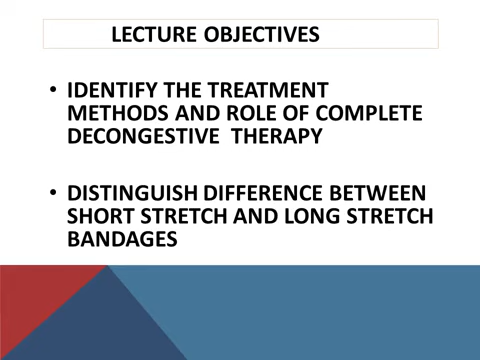 LECTURE OBJECTIVES
• IDENTIFY THE TREATMENT
METHODS AND ROLE OF COMPLETE
DECONGESTIVE THERAPY
• DISTINGUISH DIFFERENCE BETWEEN
SHORT STRETCH AND LONG STRETCH
BANDAGES